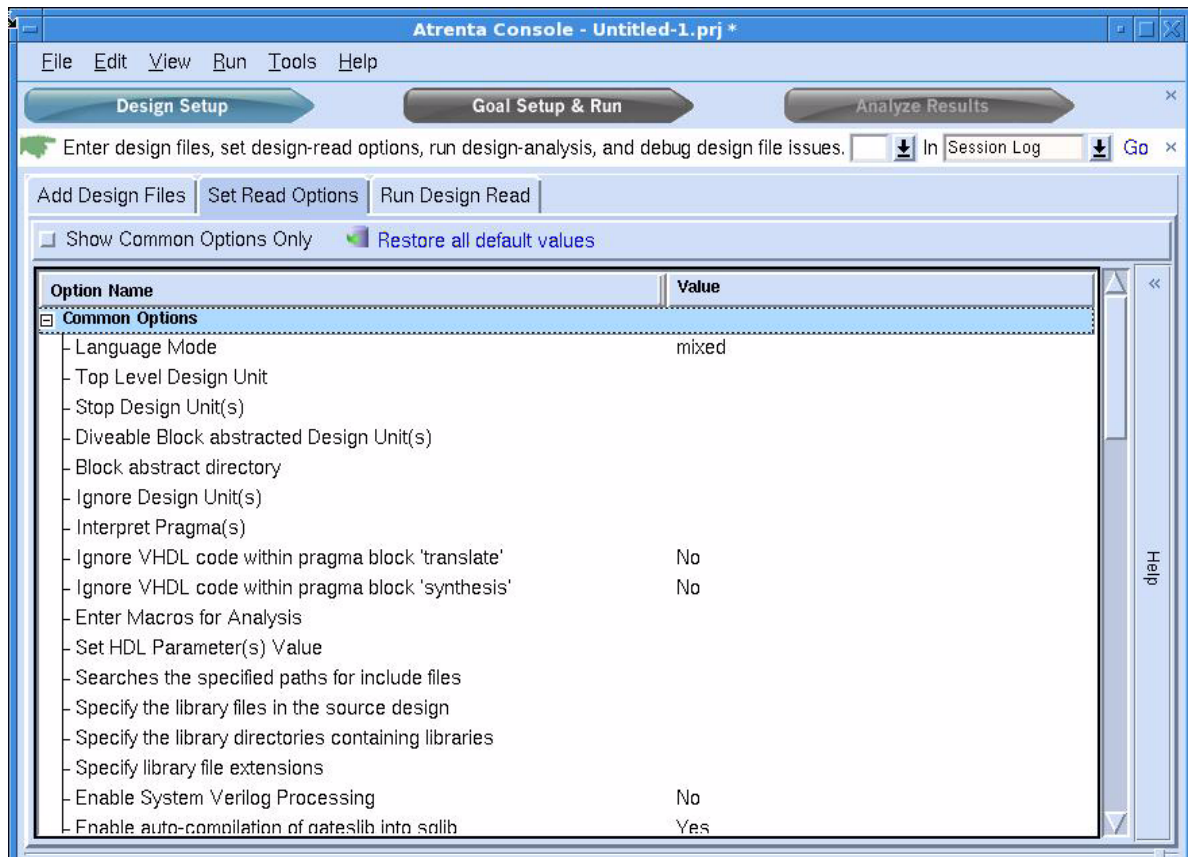 Atrenta Console - Untitled-1.prj *
File Edit View Run Tools Help
Design Setup Goal Setup & Run Analyze Results
Enter design files, set design-read options, run design-analysis, and debug design file issues. In Session Log Go
Add Design Files Set Read Options Run Design Read
Show Common Options Only Restore all default values
Option Name Value
Common Options
Language Mode mixed
Top Level Design Unit
Stop Design Unit(s)
Diveable Block abstracted Design Unit(s)
Block abstract directory
Ignore Design Unit(s)
Interpret Pragma(s)
Ignore VHDL code within pragma block 'translate' No
Ignore VHDL code within pragma block 'synthesis' No
Enter Macros for Analysis
Set HDL Parameter(s) Value
Searches the specified paths for include files
Specify the library files in the source design
Specify the library directories containing libraries
Specify library file extensions
Enable System Verilog Processing No
Enable auto-compilation of gateslib into sglib Yes
Help